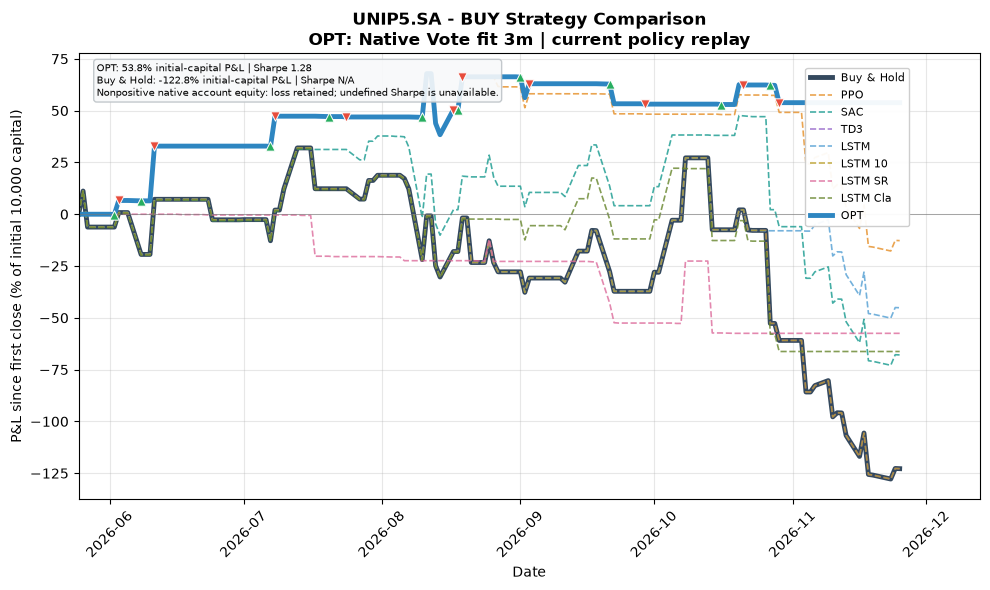 UNIP5.SA - BUY Strategy Comparison
OPT: Native Vote fit 3m | current policy replay
OPT: 53.8% initial-capital P&L | Sharpe 1.28
Buy & Hold: -122.8% initial-capital P&L | Sharpe N/A
Nonpositive native account equity: loss retained; undefined Sharpe is unavailable.
Buy & Hold
PPO
SAC
TD3
LSTM
LSTM 10
LSTM SR
LSTM Cla
OPT
P&L since first close (% of initial 10,000 capital)
75
50
25
0
−25
−50
−75
−100
−125
2026-06
2026-07
2026-08
2026-09
2026-10
2026-11
2026-12
Date